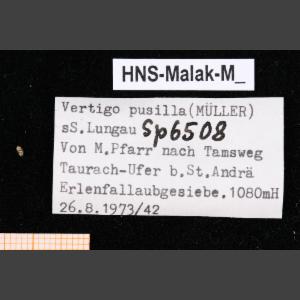 HNS-Malak-M_
Vertigo pusilla(MÜLLER)
sS.Lungau Sp6508
Von M.Pfarr nach Tamsweg
Taurach-Ufer b.St.Andrä
Erlenfallaubgesiebe.1080mH
26.8.1973/42